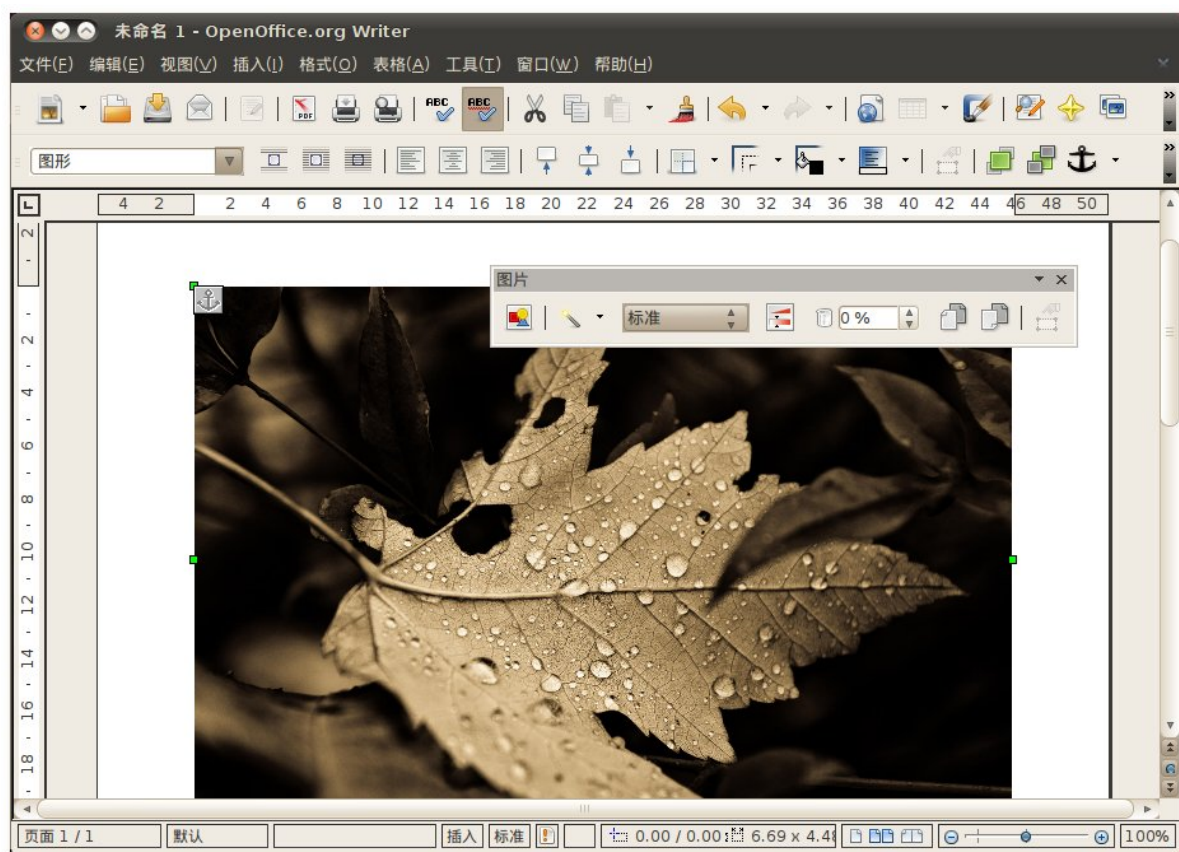 未命名 1 - OpenOffice.org Writer
文件(F) 编辑(E) 视图(V) 插入(I) 格式(O) 表格(A) 工具(T) 窗口(W) 帮助(H)
PDF ABC ABC
图形
4 2 2 4 6 8 10 12 14 16 18 20 22 24 26 28 30 32 34 36 38 40 42 44 46 48 50
图片
标准 0 %
2
2
4
6
8
10
12
14
16
18
页面 1 / 1 默认 插入 标准 0.00 / 0.00 6.69 x 4.48 100%